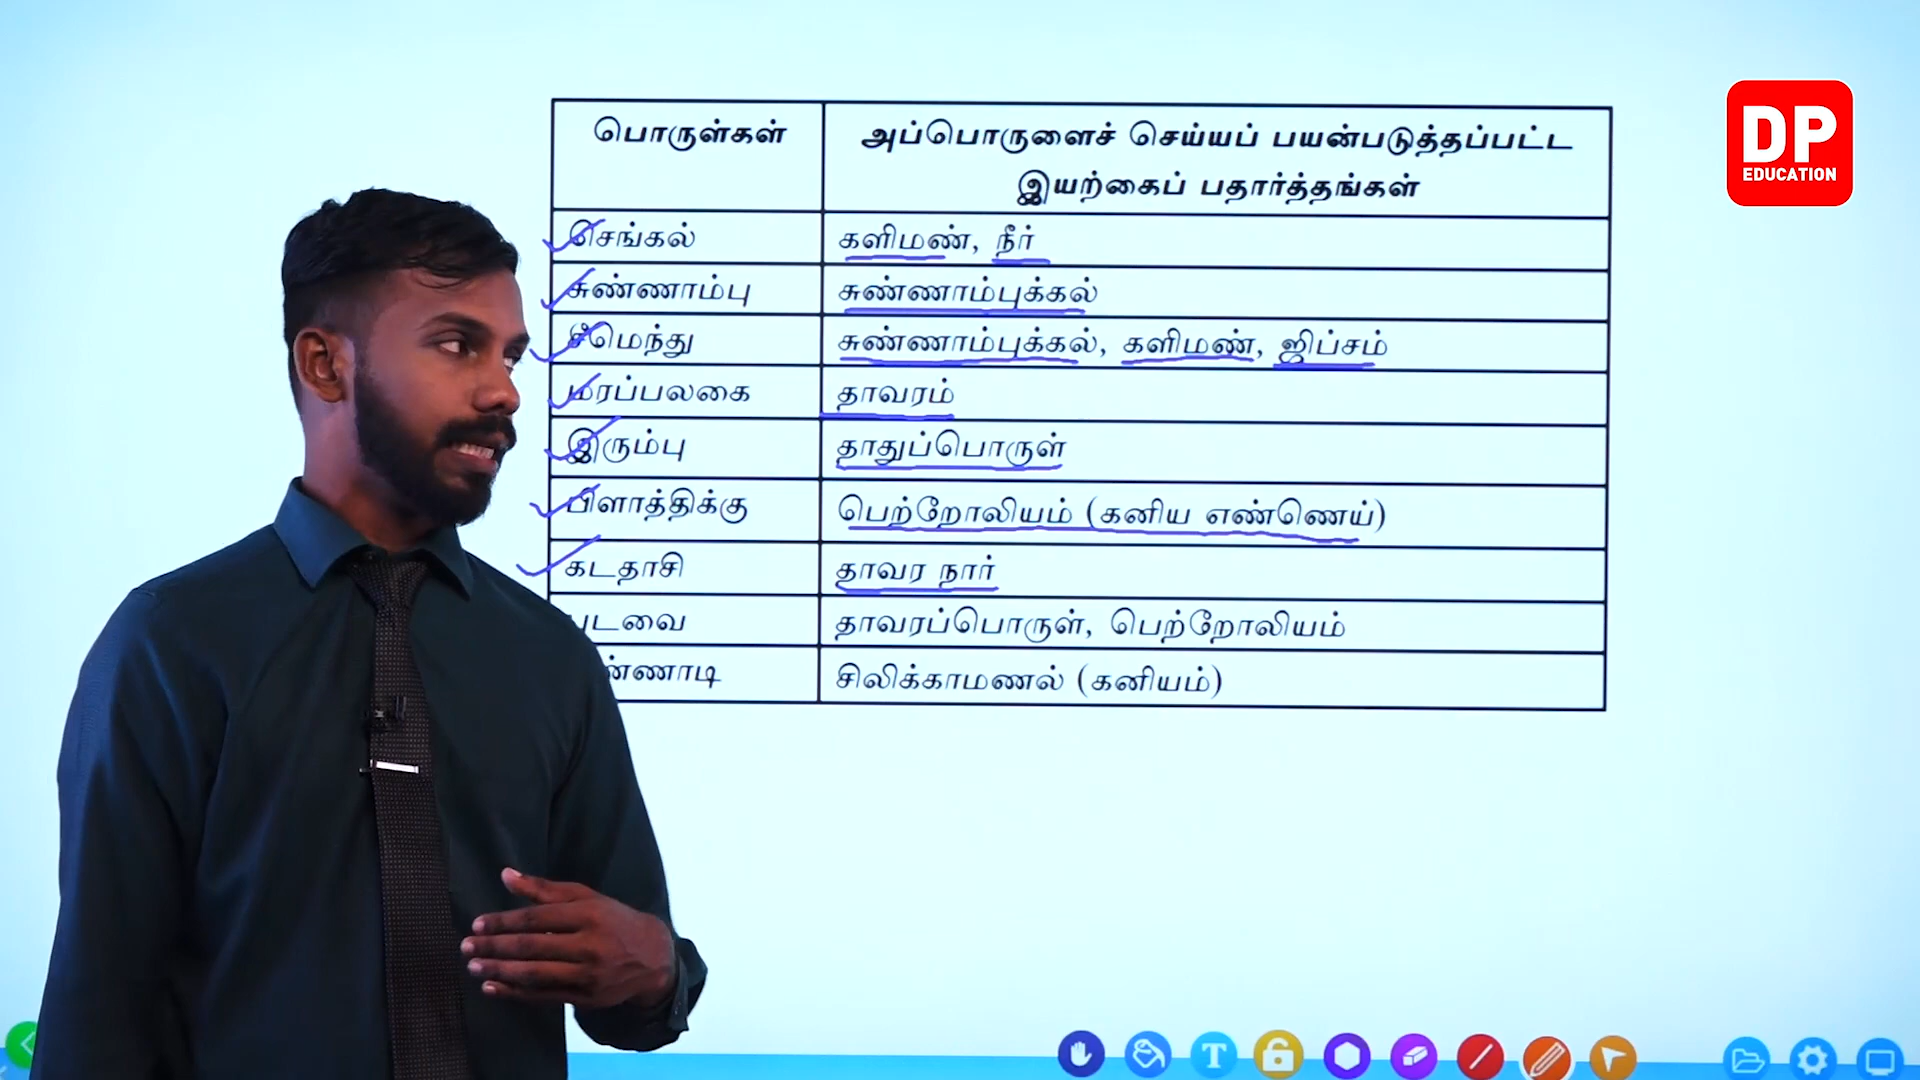 DP
EDUCATION
பொருள்கள்
அப்பொருளைச் செய்யப் பயன்படுத்தப்பட்ட
இயற்கைப் பதார்த்தங்கள்
செங்கல் களிமண், நீர்
சுண்ணாம்பு சுண்ணாம்புக்கல்
சீமெந்து சுண்ணாம்புக்கல், களிமண், ஜிப்சம்
மரப்பலகை தாவரம்
இரும்பு தாதுப்பொருள்
பிளாத்திக்கு பெற்றோலியம் (கனிய எண்ணெய்)
கடதாசி தாவர நார்
தாவரப்பொருள், பெற்றோலியம்
சிலிக்காமணல் (கனியம்)
T